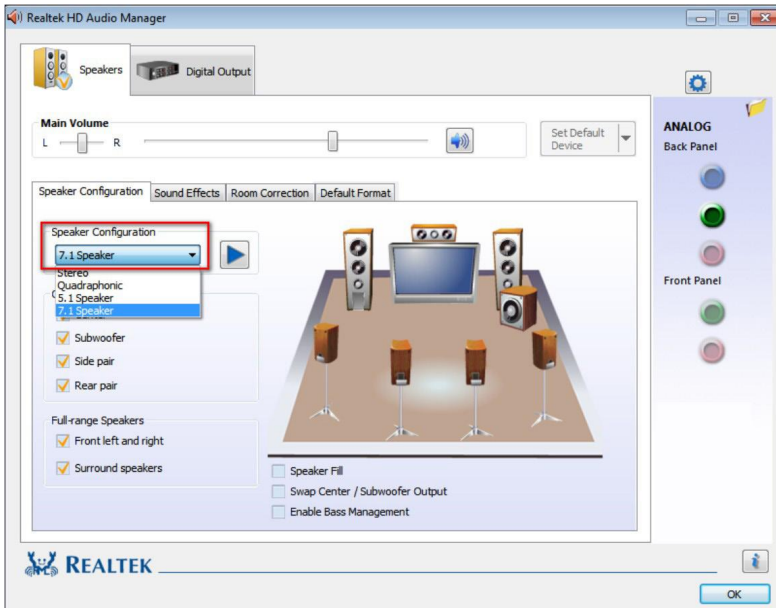 Realtek HD Audio Manager
Speakers
Digital Output
Main Volume
L R
Set Default
Device
Speaker Configuration Sound Effects Room Correction Default Format
Speaker Configuration
7.1 Speaker
Stereo
Quadraphonic
5.1 Speaker
7.1 Speaker
Subwoofer
Side pair
Rear pair
Full-range Speakers
Front left and right
Surround speakers
Speaker Fill
Swap Center / Subwoofer Output
Enable Bass Management
ANALOG
Back Panel
Front Panel
REALTEK
OK